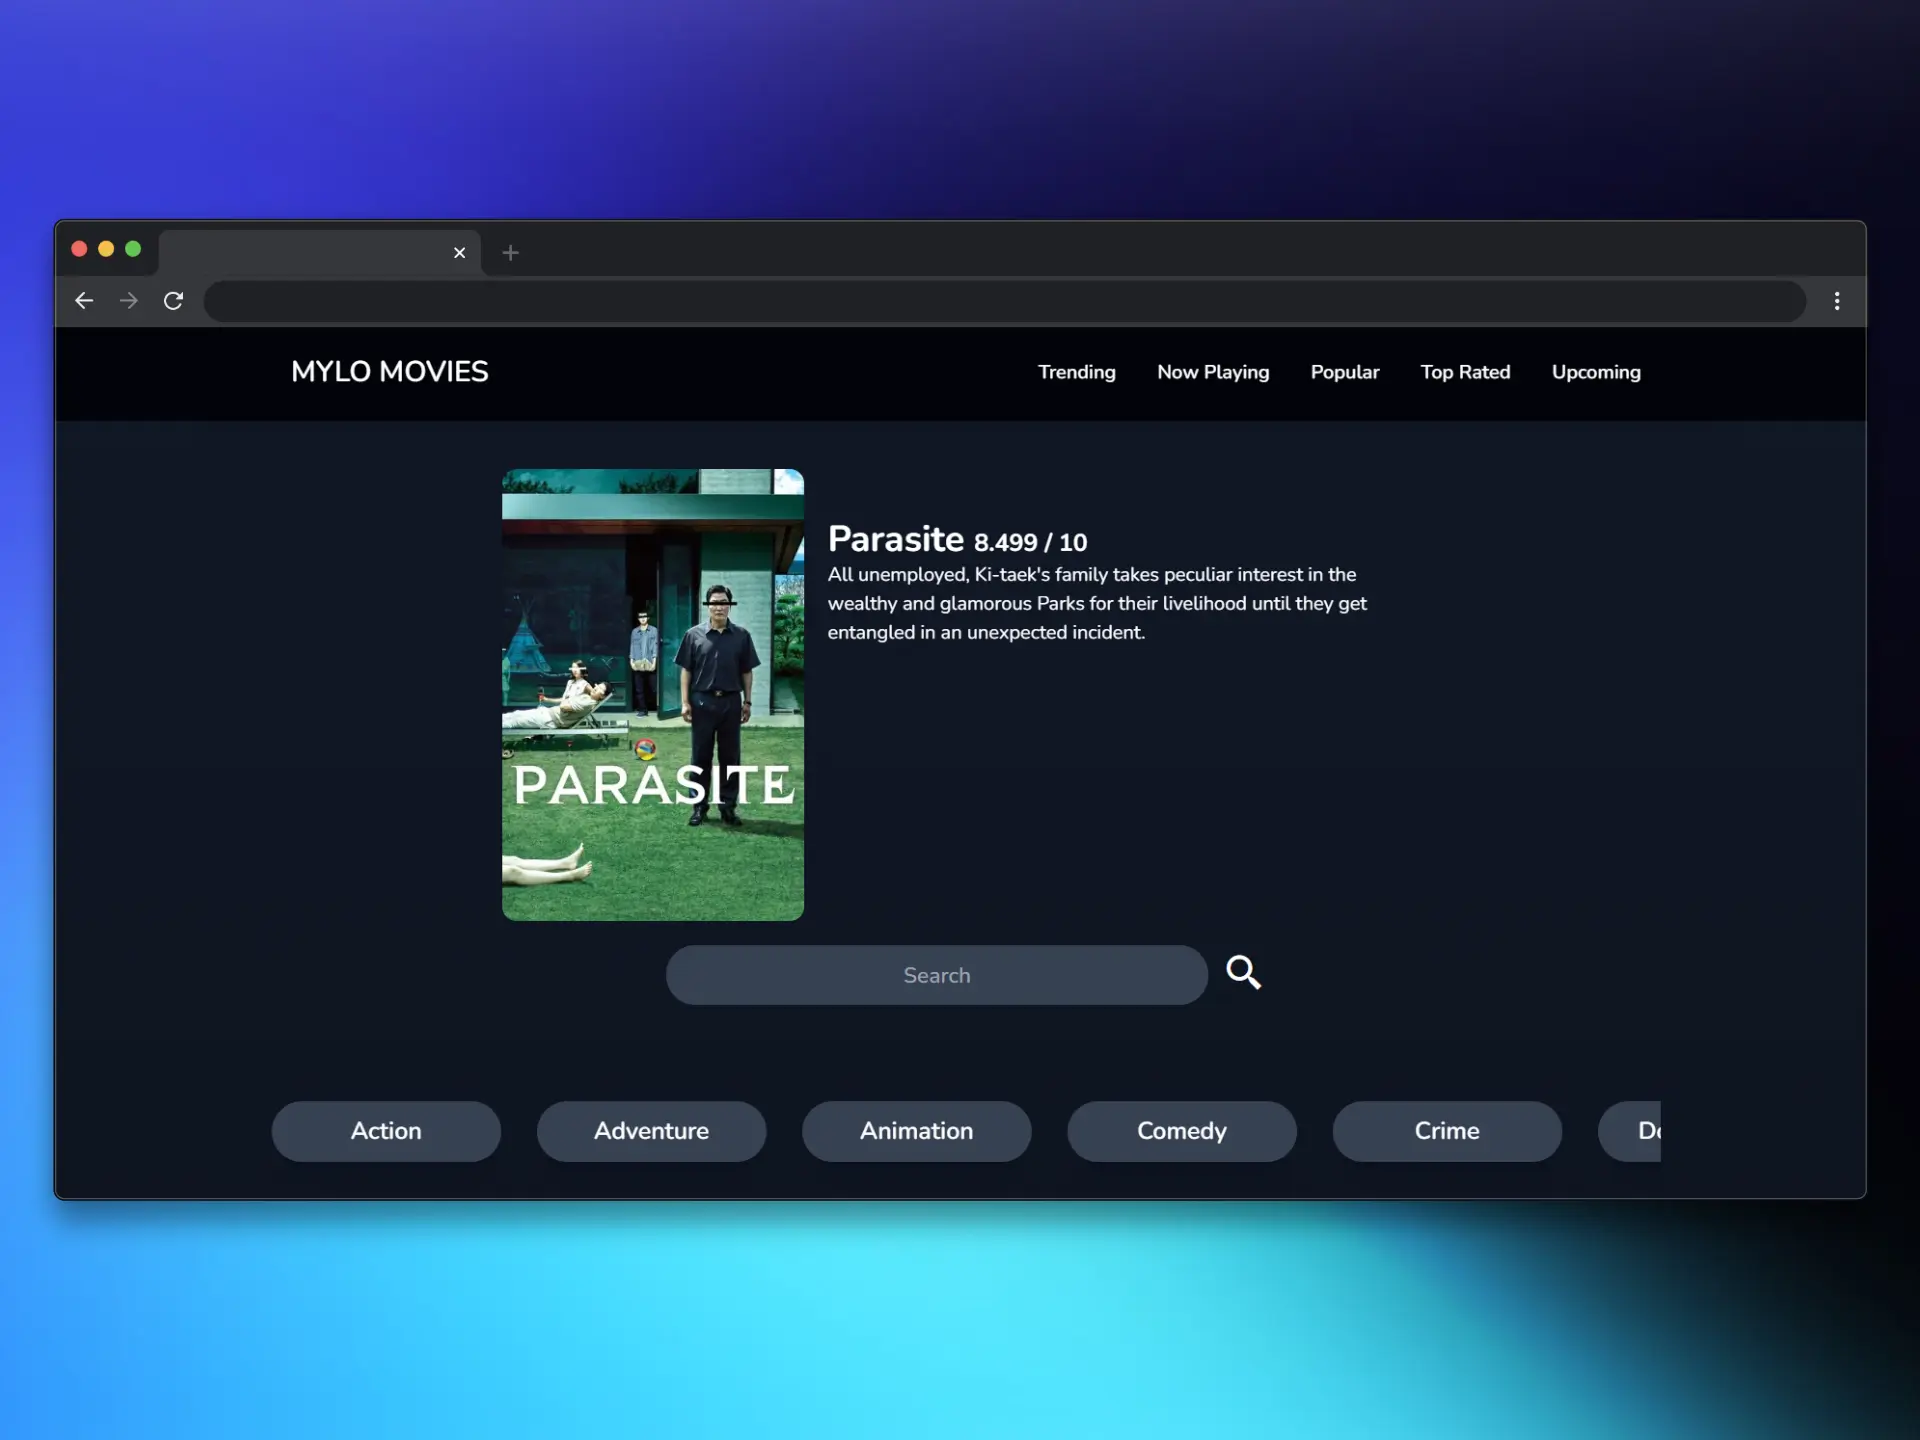 MYLO MOVIES
Trending
Now Playing
Popular
Top Rated
Upcoming
Parasite 8.499 / 10
All unemployed, Ki-taek's family takes peculiar interest in the
wealthy and glamorous Parks for their livelihood until they get
entangled in an unexpected incident.
PARASITE
Search
Action
Adventure
Animation
Comedy
Crime